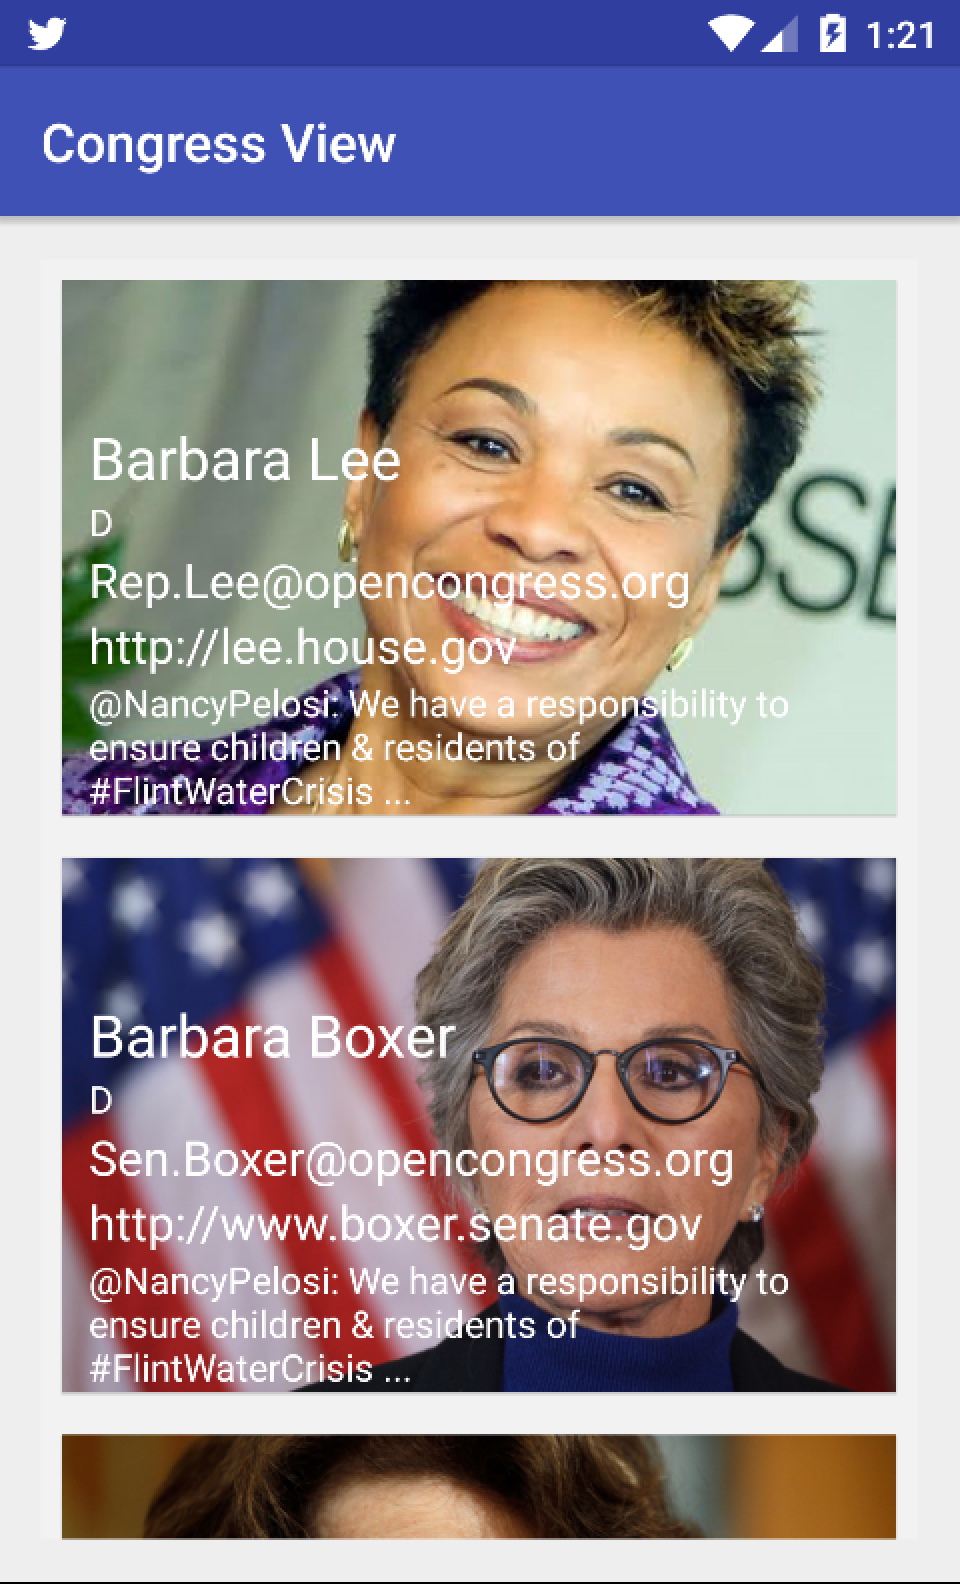 1:21
Congress View
Barbara Lee
D
Rep.Lee@opencongress.org
http://lee.house.gov
@NancyPelosi: We have a responsibility to
ensure children & residents of
#FlintWaterCrisis ...
SSE
Barbara Boxer
D
Sen.Boxer@opencongress.org
http://www.boxer.senate.gov
@NancyPelosi: We have a responsibility to
ensure children & residents of
#FlintWaterCrisis ...